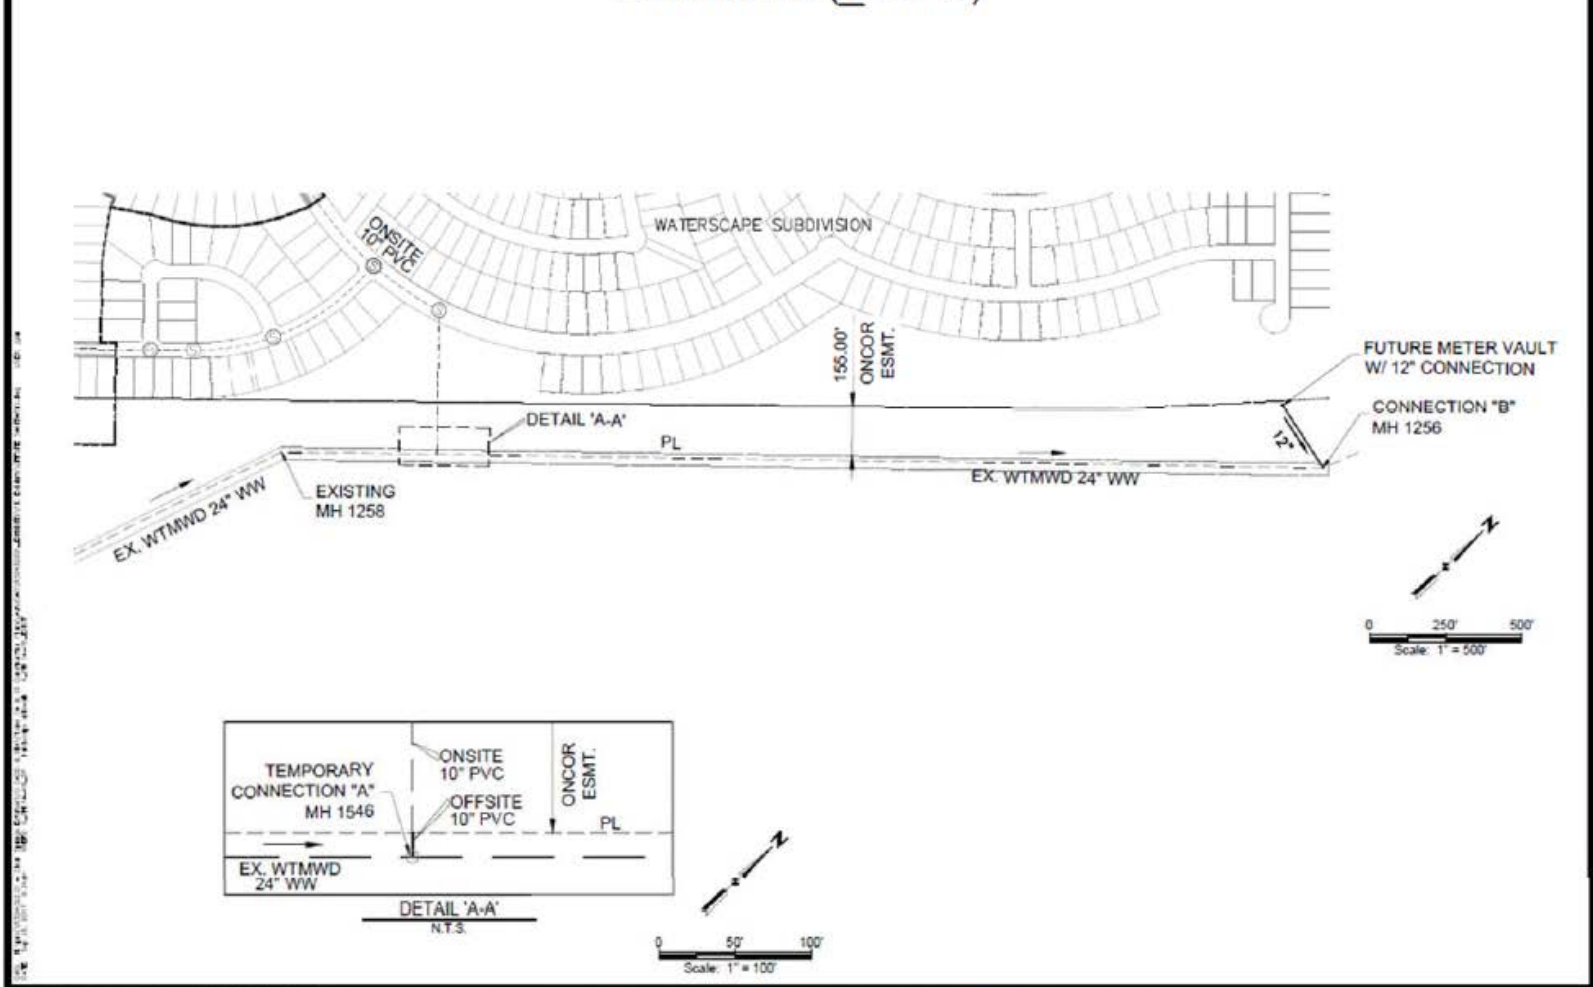 WATERSCAPE SUBDIVISION
ONSITE
10" PVC
S
S
S
S
S
155.00'
ONCOR
ESMT.
FUTURE METER VAULT
W/ 12" CONNECTION
CONNECTION "B"
MH 1256
12"
DETAIL 'A-A'
PL
EX. WTMWD 24" WW
EXISTING
MH 1258
EX. WTMWD 24" WW
N
0 250' 500'
Scale: 1" = 500'
TEMPORARY
CONNECTION "A"
MH 1546
ONSITE
10" PVC
OFFSITE
10" PVC
ONCOR
ESMT.
PL
EX. WTMWD
24" WW
DETAIL 'A-A'
N.T.S.
N
0 50' 100'
Scale: 1" = 100'